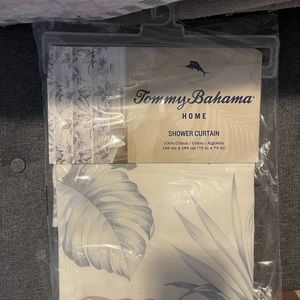 Tommy Bahama®
HOME
SHOWER CURTAIN
100% Cotton / Coton / Algodón
183 cm x 183 cm (72 in x 72 in)